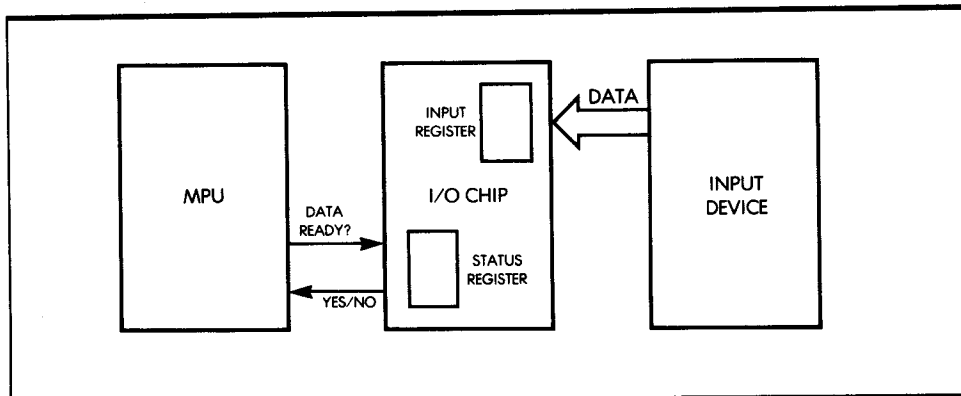 MPU
DATA
READY?
YES/NO
INPUT
REGISTER
I/O CHIP
STATUS
REGISTER
DATA
INPUT
DEVICE